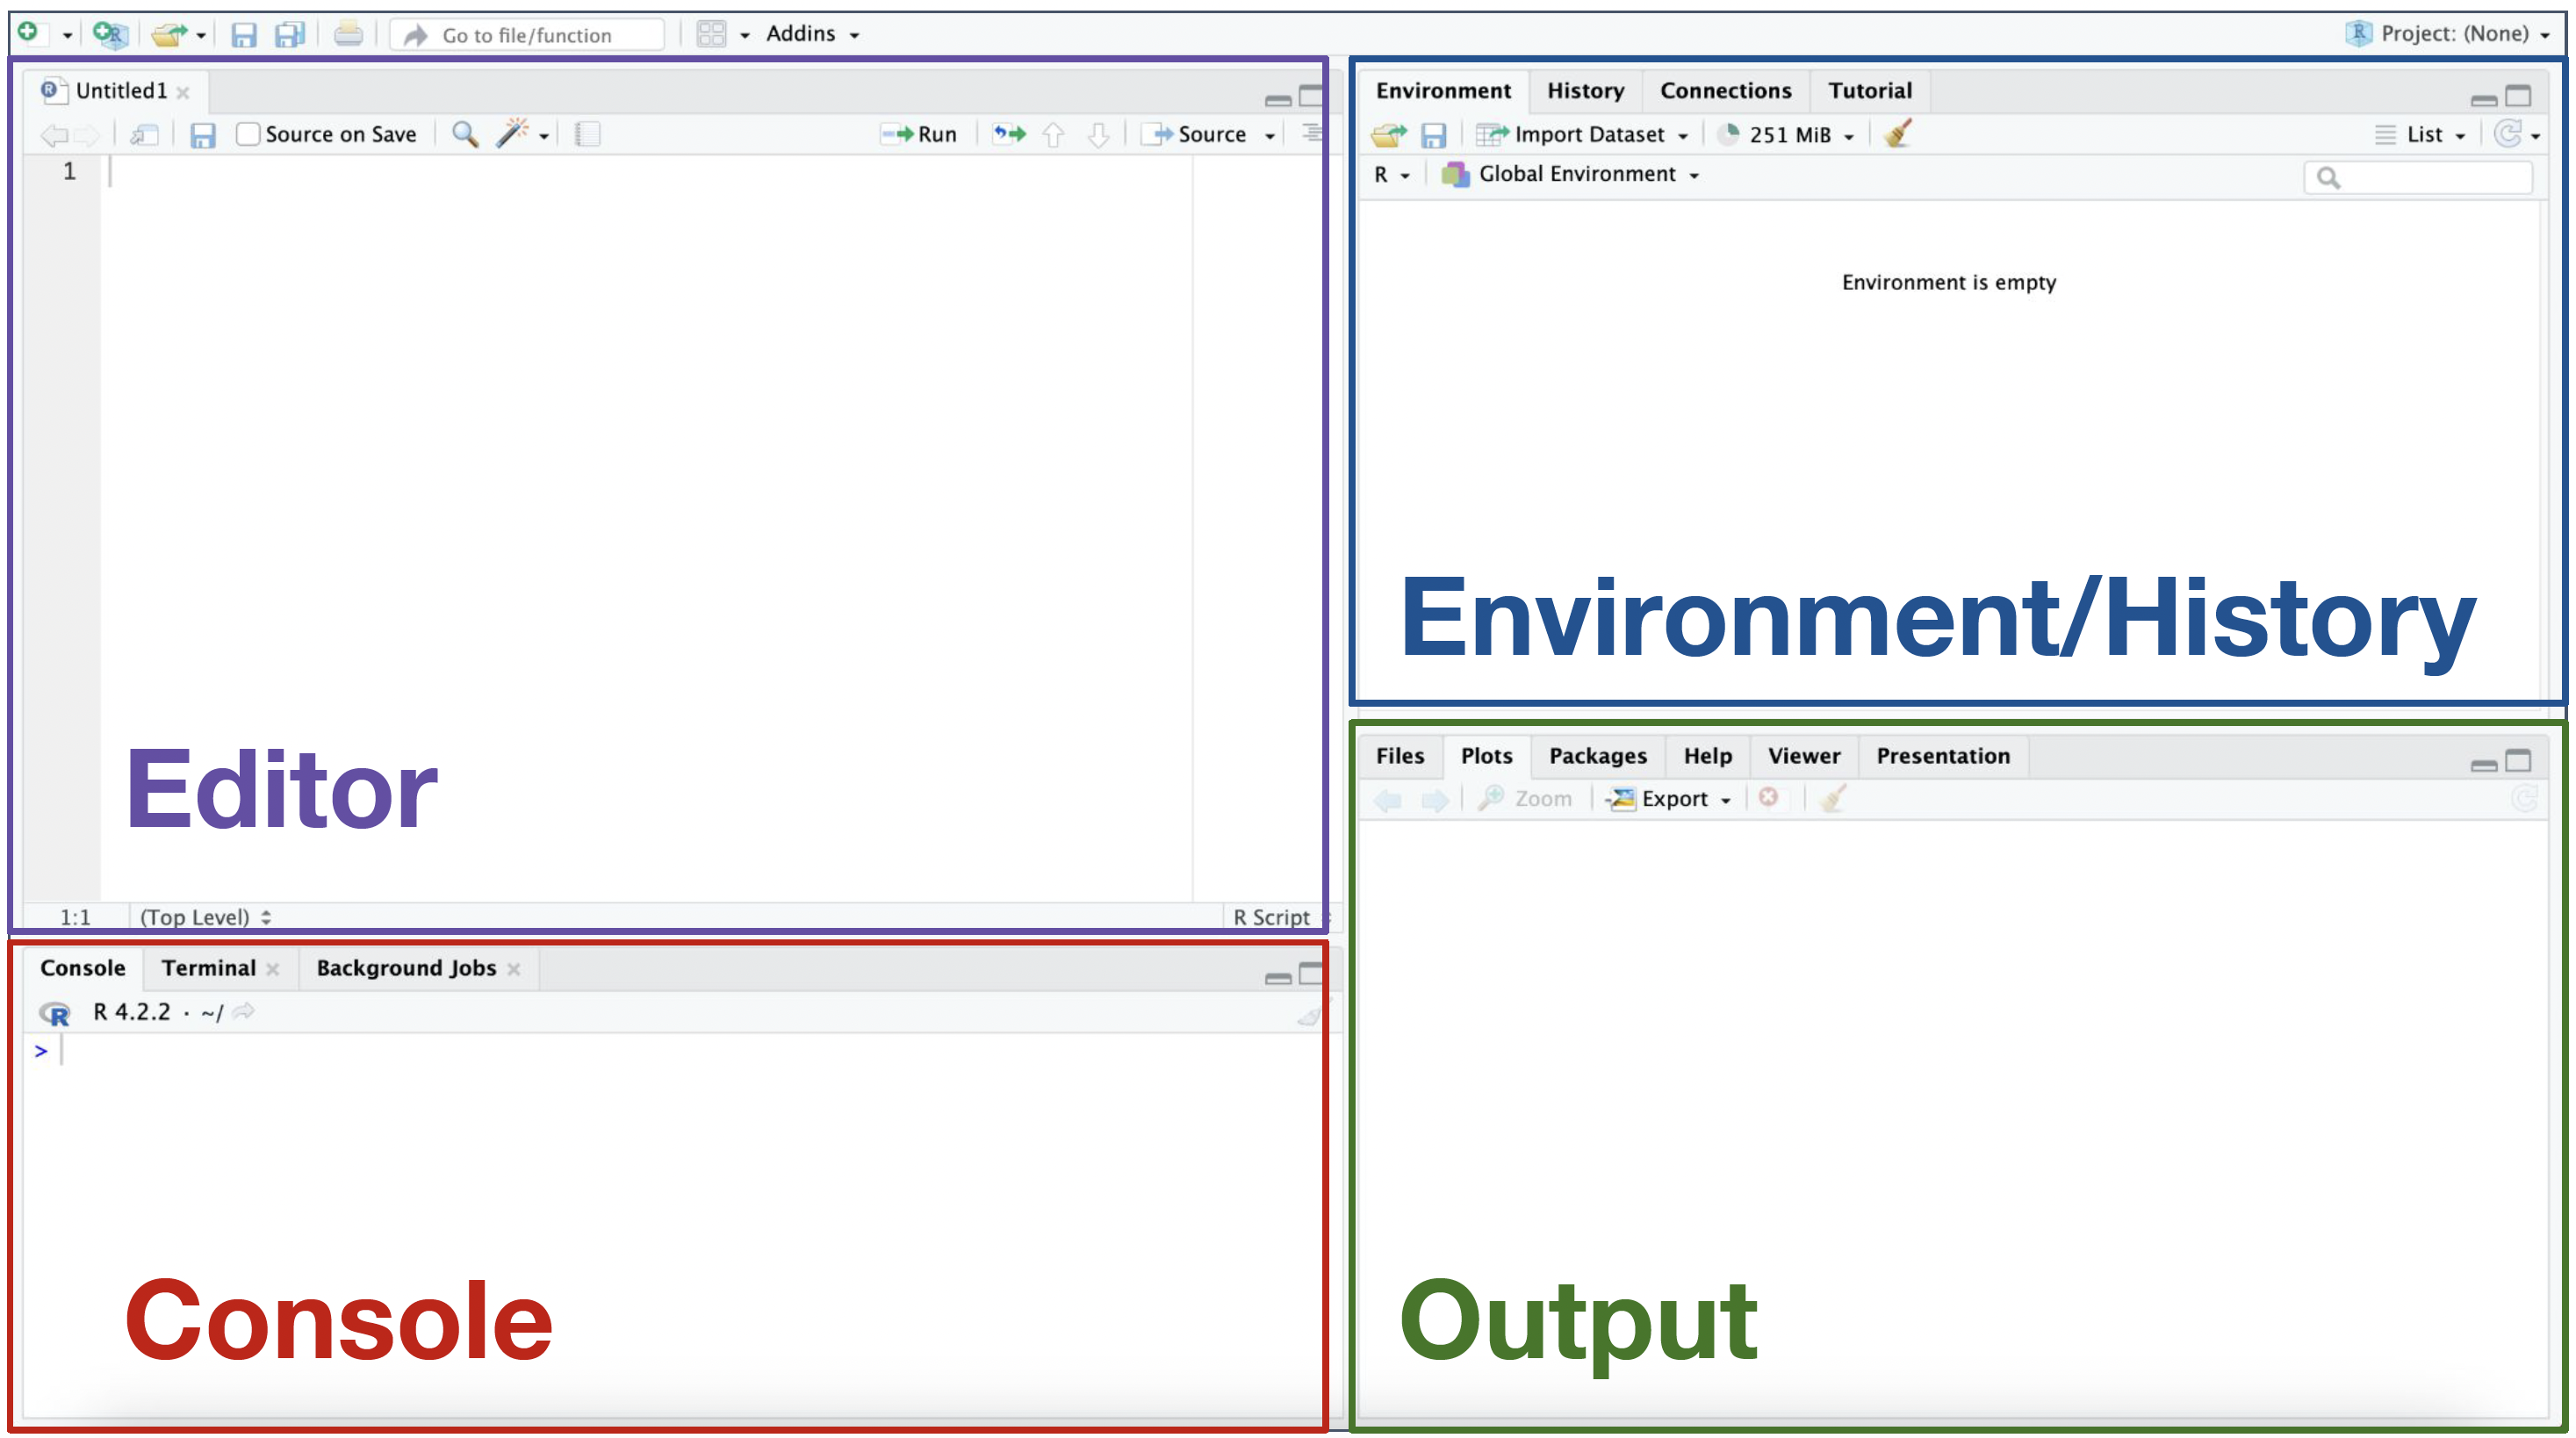 Go to file/function Addins Project: (None)
Untitled1
Source on Save Run Source
1
Editor
1:1 (Top Level) R Script
Console Terminal Background Jobs
R 4.2.2 · ~/
>
Console
Environment History Connections Tutorial
Import Dataset 251 MiB List
R Global Environment
Environment is empty
Environment/History
Files Plots Packages Help Viewer Presentation
Zoom Export
Output